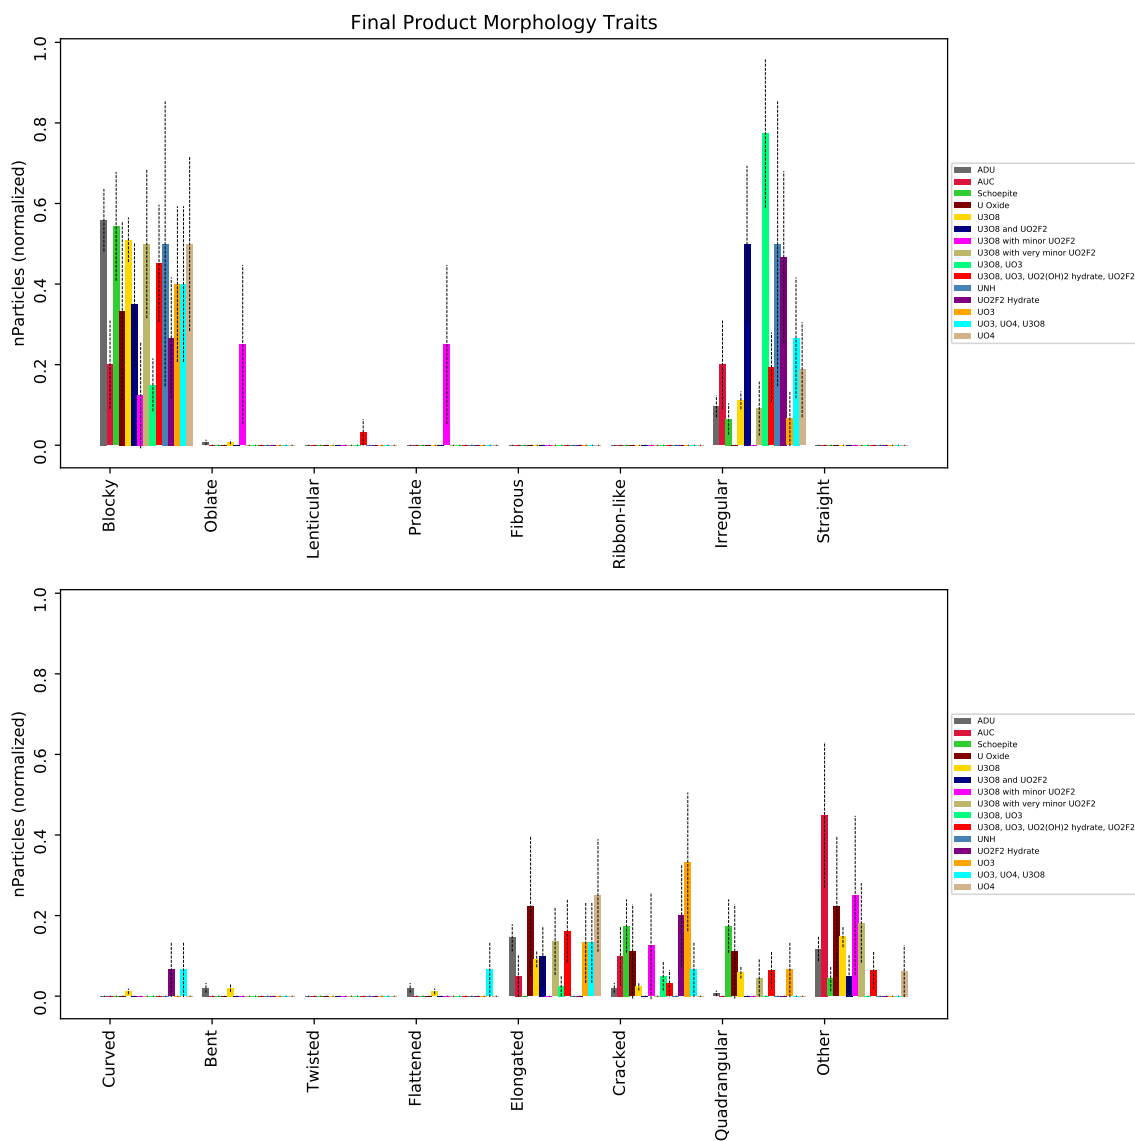 Final Product Morphology Traits
nParticles (normalized)
1.0
0.8
0.6
0.4
0.2
0.0
Blocky
Oblate
Lenticular
Prolate
Fibrous
Ribbon-like
Irregular
Straight
ADU
AUC
Schoepite
U Oxide
U3O8
U3O8 and UO2F2
U3O8 with minor UO2F2
U3O8 with very minor UO2F2
U3O8, UO3
U3O8, UO3, UO2(OH)2 hydrate, UO2F2
UNH
UO2F2 Hydrate
UO3
UO3, UO4, U3O8
UO4
nParticles (normalized)
1.0
0.8
0.6
0.4
0.2
0.0
Curved
Bent
Twisted
Flattened
Elongated
Cracked
Quadrangular
Other
ADU
AUC
Schoepite
U Oxide
U3O8
U3O8 and UO2F2
U3O8 with minor UO2F2
U3O8 with very minor UO2F2
U3O8, UO3
U3O8, UO3, UO2(OH)2 hydrate, UO2F2
UNH
UO2F2 Hydrate
UO3
UO3, UO4, U3O8
UO4